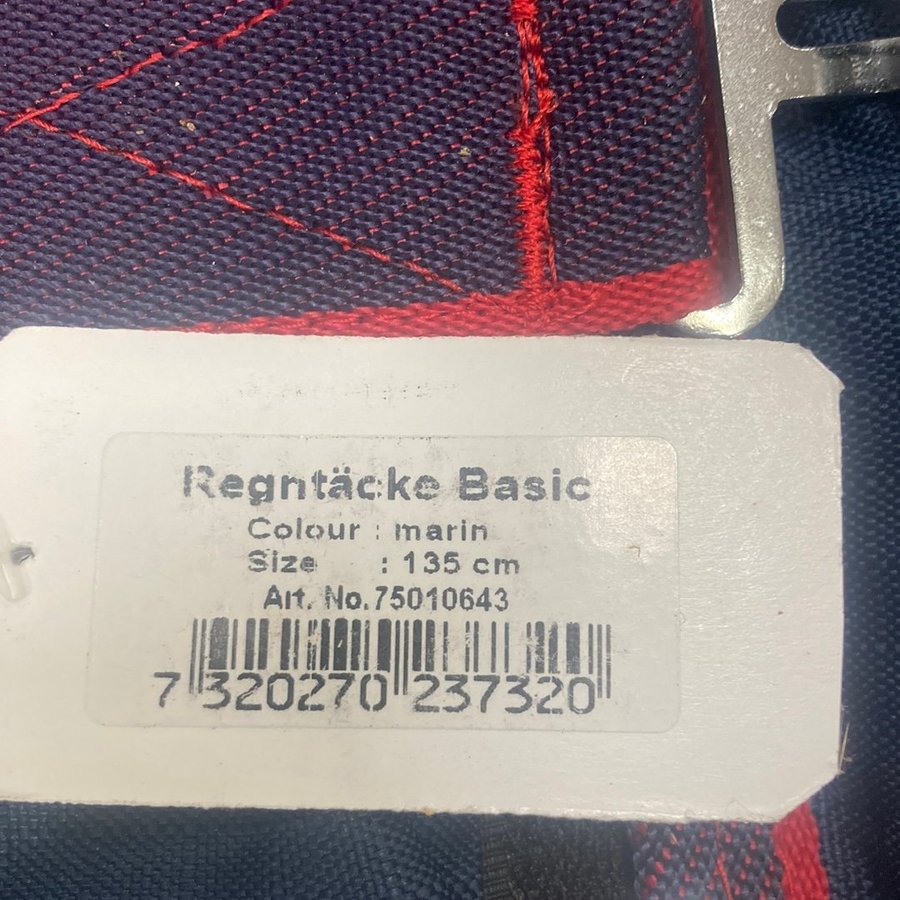 Regntäcke Basic
Colour : marin
Size : 135 cm
Art. No.75010643
7 320270 237320